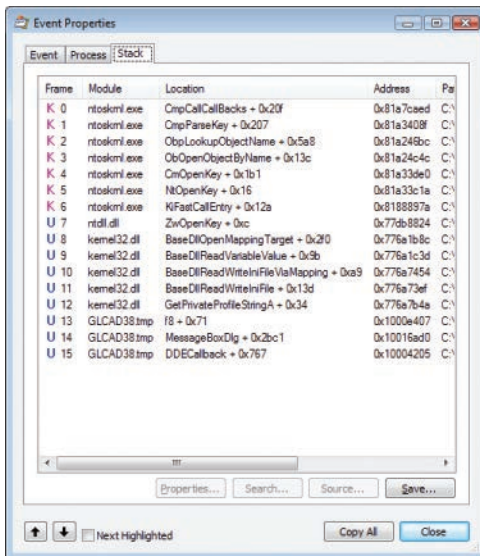 Event Properties
Event Process Stack
Frame Module Location Address Pa
K 0 ntoskrnl.exe CmpCallCallBacks + 0x20f 0x81a7caed C:\
K 1 ntoskrnl.exe CmpParseKey + 0x207 0x81a3408f C:\
K 2 ntoskrnl.exe ObpLookupObjectName + 0x5a8 0x81a246bc C:\
K 3 ntoskrnl.exe ObOpenObjectByName + 0x13c 0x81a24c4c C:\
K 4 ntoskrnl.exe CmOpenKey + 0x1b1 0x81a33de0 C:\
K 5 ntoskrnl.exe NtOpenKey + 0x16 0x81a33c1a C:\
K 6 ntoskrnl.exe KiFastCallEntry + 0x12a 0x8188897a C:\
U 7 ntdll.dll ZwOpenKey + 0xc 0x77db8824 C:\
U 8 kernel32.dll BaseDllOpenMappingTarget + 0x2f0 0x776a1b8c C:\
U 9 kernel32.dll BaseDllReadVariableValue + 0x9b 0x776a1c3d C:\
U 10 kernel32.dll BaseDllReadWriteIniFileViaMapping + 0xa9 0x776a7454 C:\
U 11 kernel32.dll BaseDllReadWriteIniFile + 0x13d 0x776a73ef C:\
U 12 kernel32.dll GetPrivateProfileStringA + 0x34 0x776a7b4a C:\
U 13 GLCAD38.tmp f8 + 0x71 0x1000e407 C:\
U 14 GLCAD38.tmp MessageBoxDlg + 0x2bc1 0x10016ad0 C:\
U 15 GLCAD38.tmp DDECallback + 0x767 0x10004205 C:\
Properties... Search... Source... Save...
Next Highlighted Copy All Close